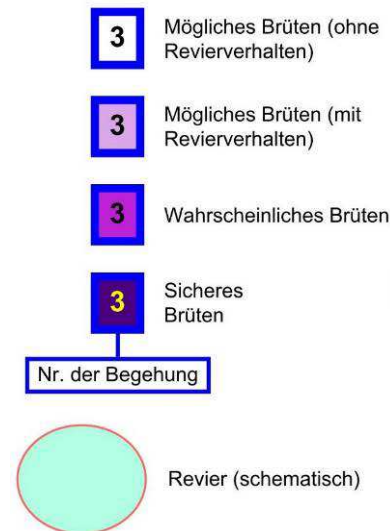 3
Mögliches Brüten (ohne
Revierverhalten)
3
Mögliches Brüten (mit
Revierverhalten)
3
Wahrscheinliches Brüten
3
Sicheres
Brüten
Nr. der Begehung
Revier (schematisch)